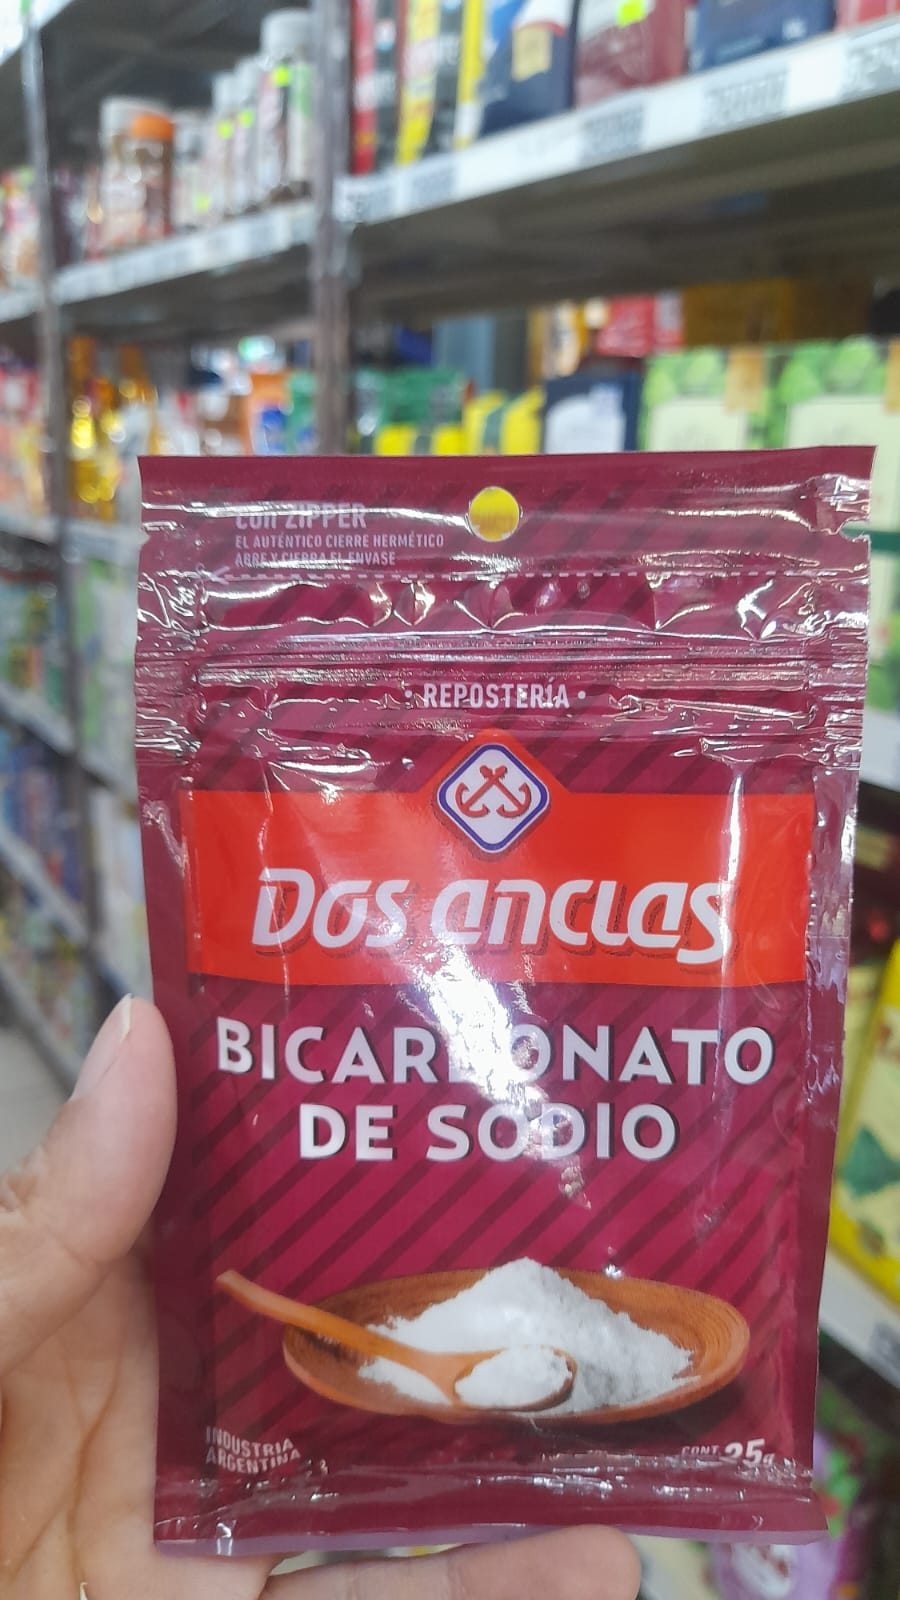 con ZIPPER
EL AUTÉNTICO CIERRE HERMÉTICO
ABRE Y CIERRA EL ENVASE
• REPOSTERÍA •
Dos anclas
BICARBONATO
DE SODIO
INDUSTRIA
ARGENTINA
CONT. 25g